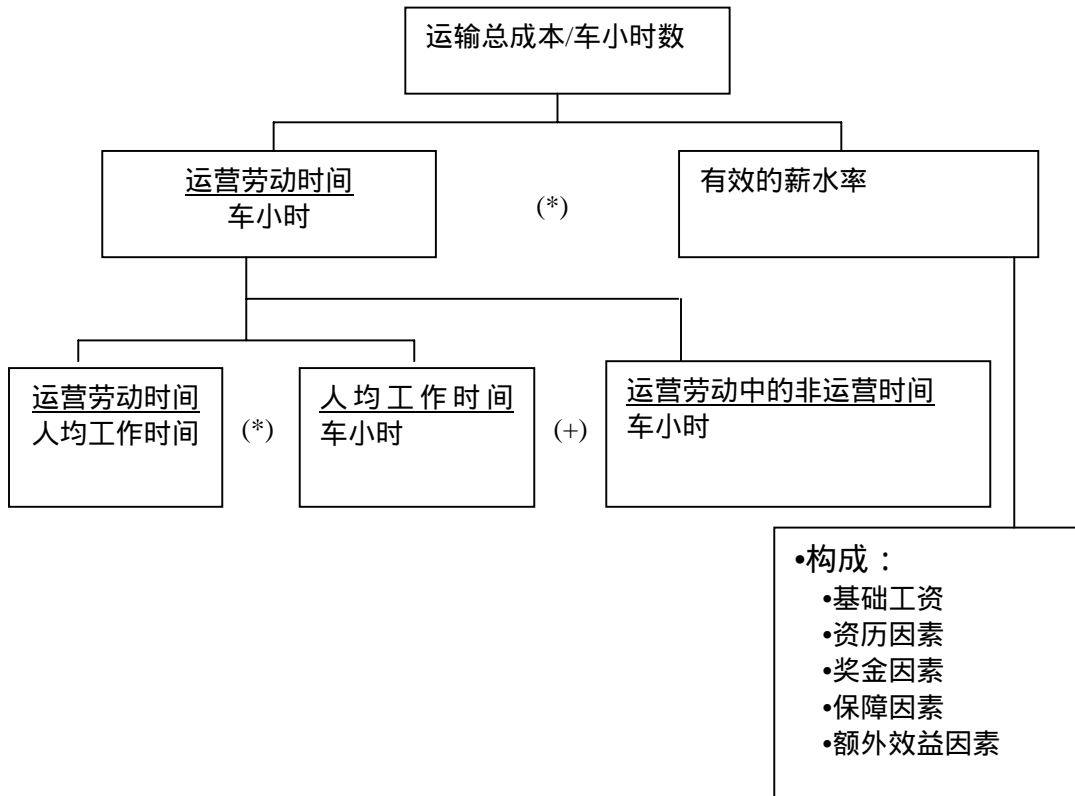 运输总成本/车小时数
运营劳动时间
车小时
(*)
有效的薪水率
运营劳动时间
人均工作时间
(*)
人均工作时间
车小时
(+)
运营劳动中的非运营时间
车小时
•构成：
•基础工资
•资历因素
•奖金因素
•保障因素
•额外效益因素